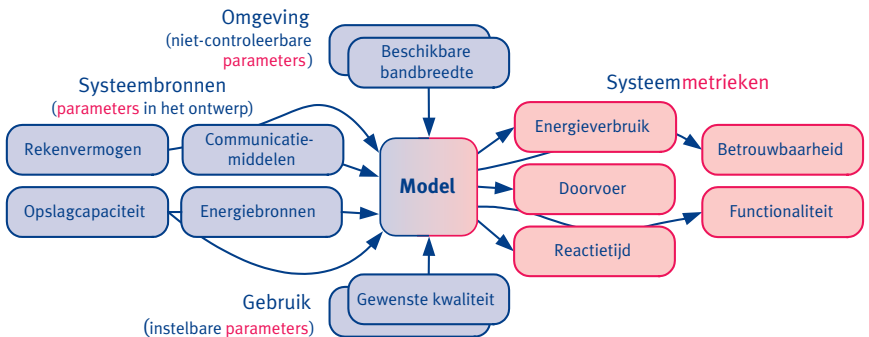 Omgeving
(niet-controleerbare
parameters)
Beschikbare
bandbreedte
Systeembronnen
(parameters in het ontwerp)
Systeemmetrieken
Rekenvermogen
Communicatie-
middelen
Opslagcapaciteit
Energiebronnen
Model
Energieverbruik
Betrouwbaarheid
Doorvoer
Functionaliteit
Reactietijd
Gebruik
(instelbare parameters)
Gewenste kwaliteit